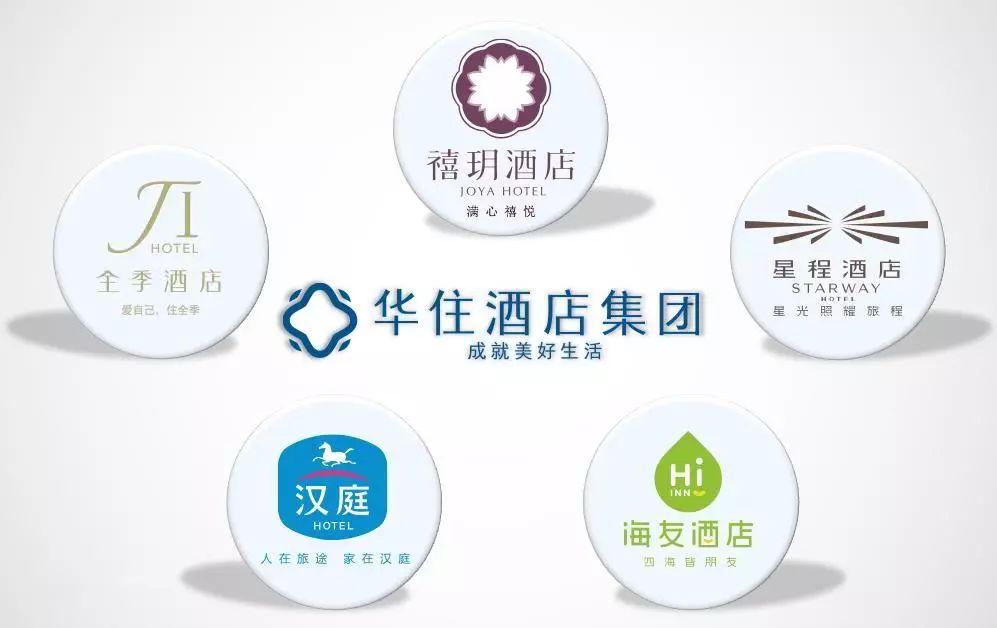 禧玥酒店
JOYA HOTEL
满心禧悦
JI
HOTEL
全季酒店
爱自己、住全季
星程酒店
STARWAY
HOTEL
星光照耀旅程
华住酒店集团
成就美好生活
汉庭
HOTEL
人在旅途 家在汉庭
Hi
INN
海友酒店
四海皆朋友